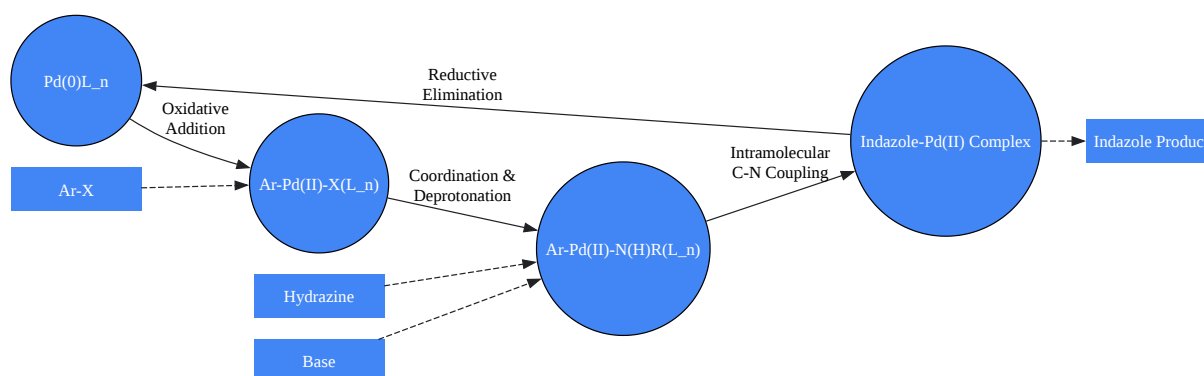 Reductive
Elimination
Pd(0)L_n
Oxidative
Addition
Indazole-Pd(II) Complex
Indazole Produc
Intramolecular
C-N Coupling
Ar-X
Ar-Pd(II)-X(L_n)
Coordination &
Deprotonation
Ar-Pd(II)-N(H)R(L_n)
Hydrazine
Base